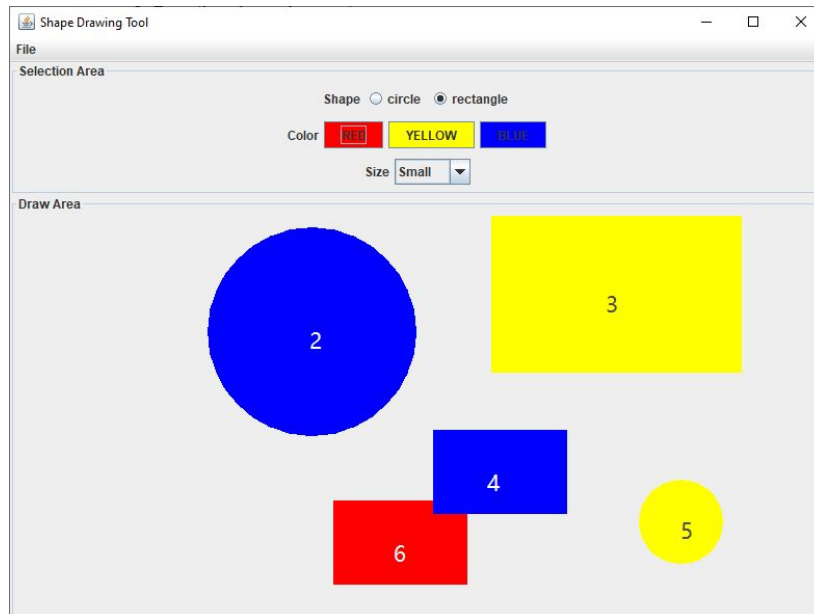 Shape Drawing Tool
File
Selection Area
Shape circle rectangle
Color RED YELLOW BLUE
Size Small
Draw Area
2
3
4
5
6